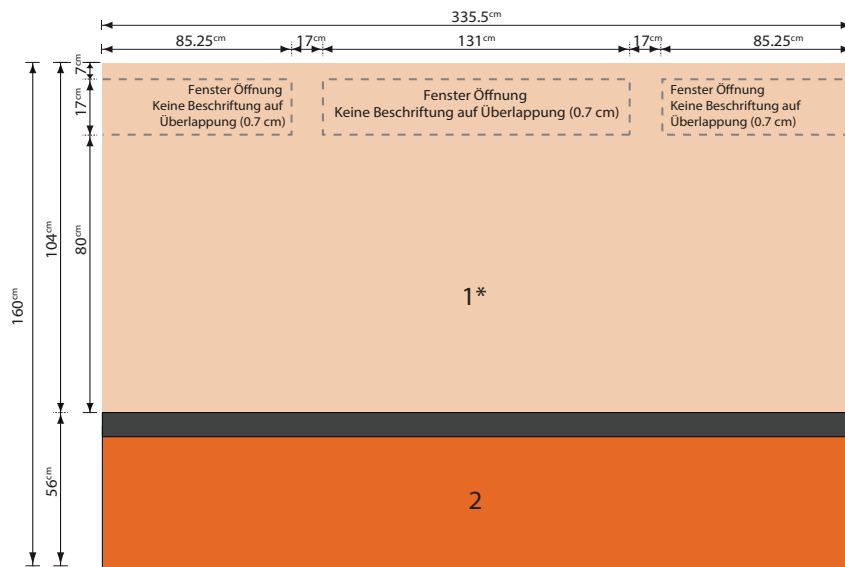 335.5cm
85.25cm 17cm 131cm 17cm 85.25cm
7cm
17cm
Fenster Öffnung
Keine Beschriftung auf
Überlappung (0.7 cm)
Fenster Öffnung
Keine Beschriftung auf Überlappung (0.7 cm)
Fenster Öffnung
Keine Beschriftung auf
Überlappung (0.7 cm)
160cm
104cm
80cm
1*
56cm
2